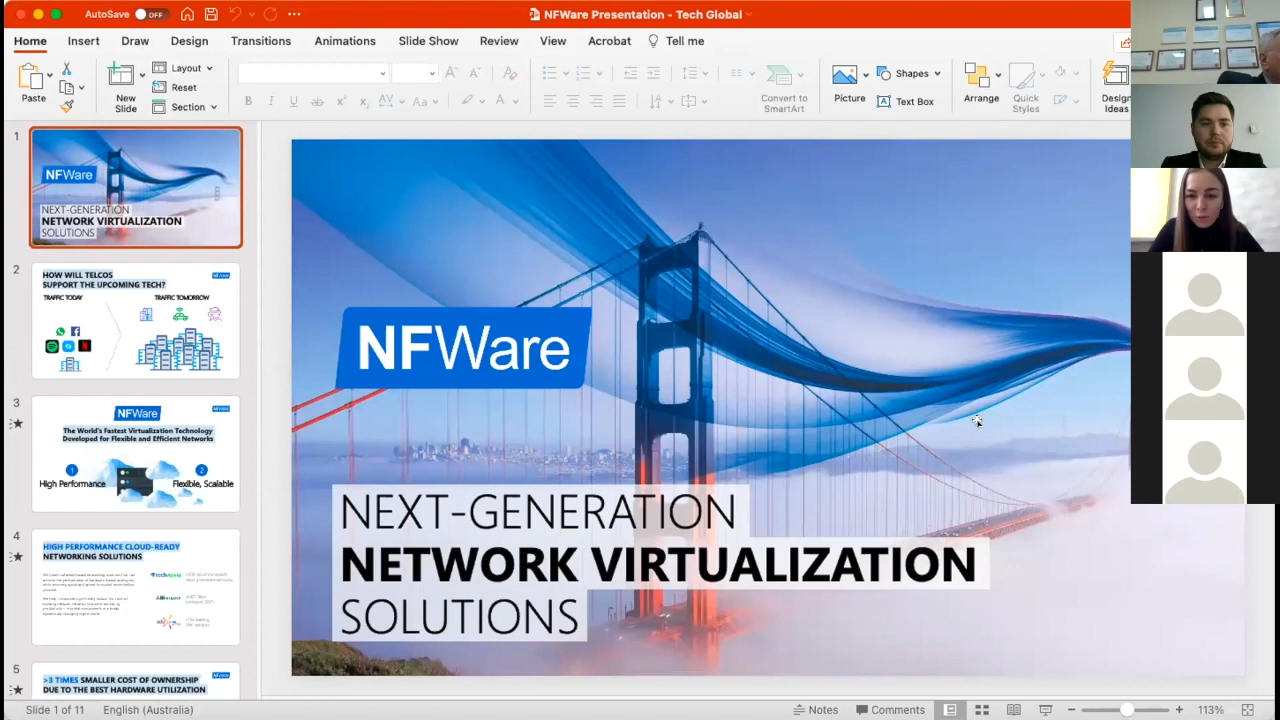 AutoSave OFF
NFWare Presentation - Tech Global
Home Insert Draw Design Transitions Animations Slide Show Review View Acrobat Tell me
Paste
New
Slide
Layout
Reset
Section
Convert to
SmartArt
Picture
Shapes
Text Box
Arrange
Quick
Styles
Design
Ideas
1
NFWare
NEXT-GENERATION
NETWORK VIRTUALIZATION
SOLUTIONS
2
HOW WILL TELCOS
SUPPORT THE UPCOMING TECH?
NFWare
TRAFFIC TODAY
TRAFFIC TOMORROW
3
NFWare
NFWare
The World's Fastest Virtualization Technology
Developed for Flexible and Efficient Networks
1
2
High Performance
Flexible, Scalable
4
HIGH PERFORMANCE CLOUD-READY
NETWORKING SOLUTIONS
5
>3 TIMES SMALLER COST OF OWNERSHIP
DUE TO THE BEST HARDWARE UTILIZATION
NFWare
NFWare
NEXT-GENERATION
NETWORK VIRTUALIZATION
SOLUTIONS
Slide 1 of 11
English (Australia)
Notes
Comments
113%